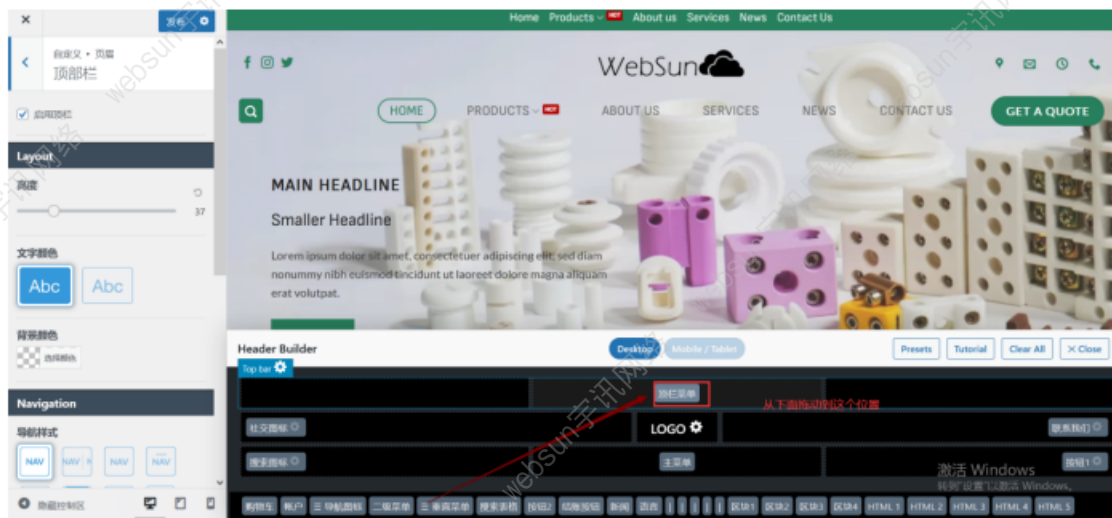 Home Products HOT About us Services News Contact Us
发布
自定义 • 页眉
顶部栏
WebSun
启用顶栏
HOME PRODUCTS HOT ABOUT US SERVICES NEWS CONTACT US GET A QUOTE
Layout
高度
37
MAIN HEADLINE
Smaller Headline
Lorem ipsum dolor sit amet, consectetuer adipiscing elit, sed diam
nonummy nibh euismod tincidunt ut laoreet dolore magna aliquam
erat volutpat.
文字颜色
Abc Abc
背景颜色
选择颜色
Header Builder Desktop Mobile / Tablet Presets Tutorial Clear All × Close
Top bar
顶栏菜单
从下面拖动到这个位置
Navigation
导航样式
NAV NAV NAV NAV
社交图标 LOGO 联系我们
搜索图标 主菜单 按钮1
激活 Windows
转到"设置"以激活 Windows。
隐藏控制区
购物车 帐户 三 导航图标 二级菜单 三 垂直菜单 搜索表格 按钮2 结账按钮 新闻 语言 | | | | | 区块1 区块2 区块3 区块4 HTML 1 HTML 2 HTML 3 HTML 4 HTML 5
websun宇讯网络